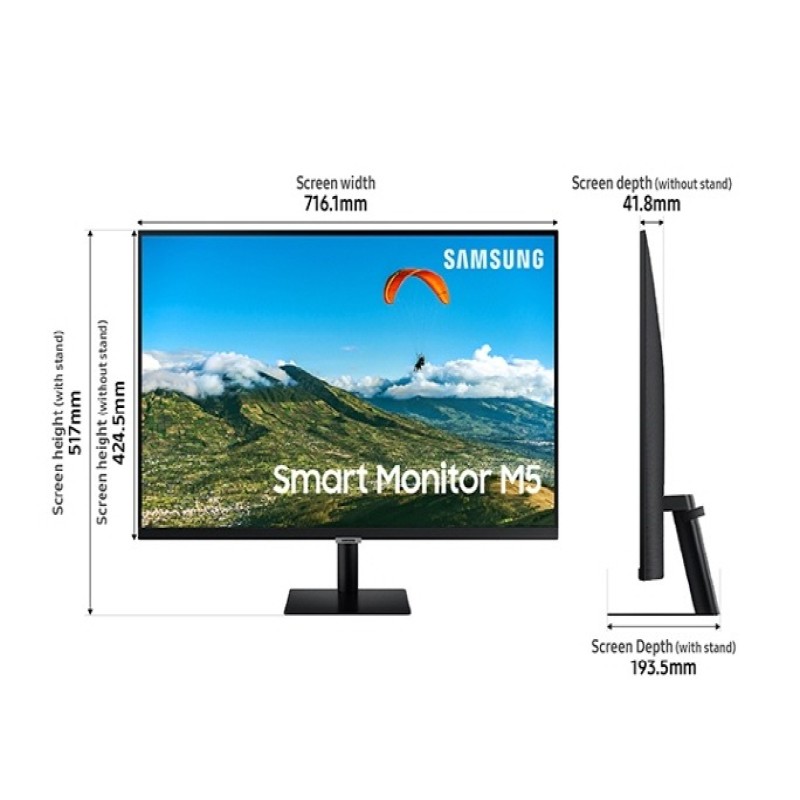 Screen width
716.1mm
Screen depth (without stand)
41.8mm
SAMSUNG
Screen height (with stand)
517mm
Screen height (without stand)
424.5mm
Smart Monitor M5
Screen Depth (with stand)
193.5mm